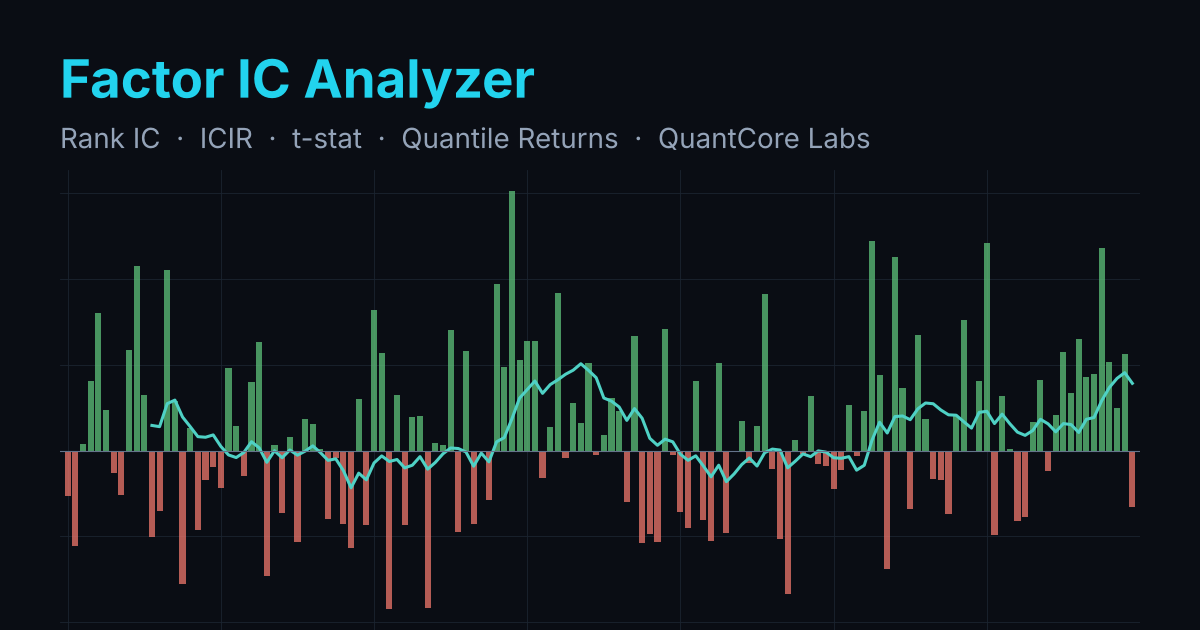 Factor IC Analyzer
Rank IC · ICIR · t-stat · Quantile Returns · QuantCore Labs